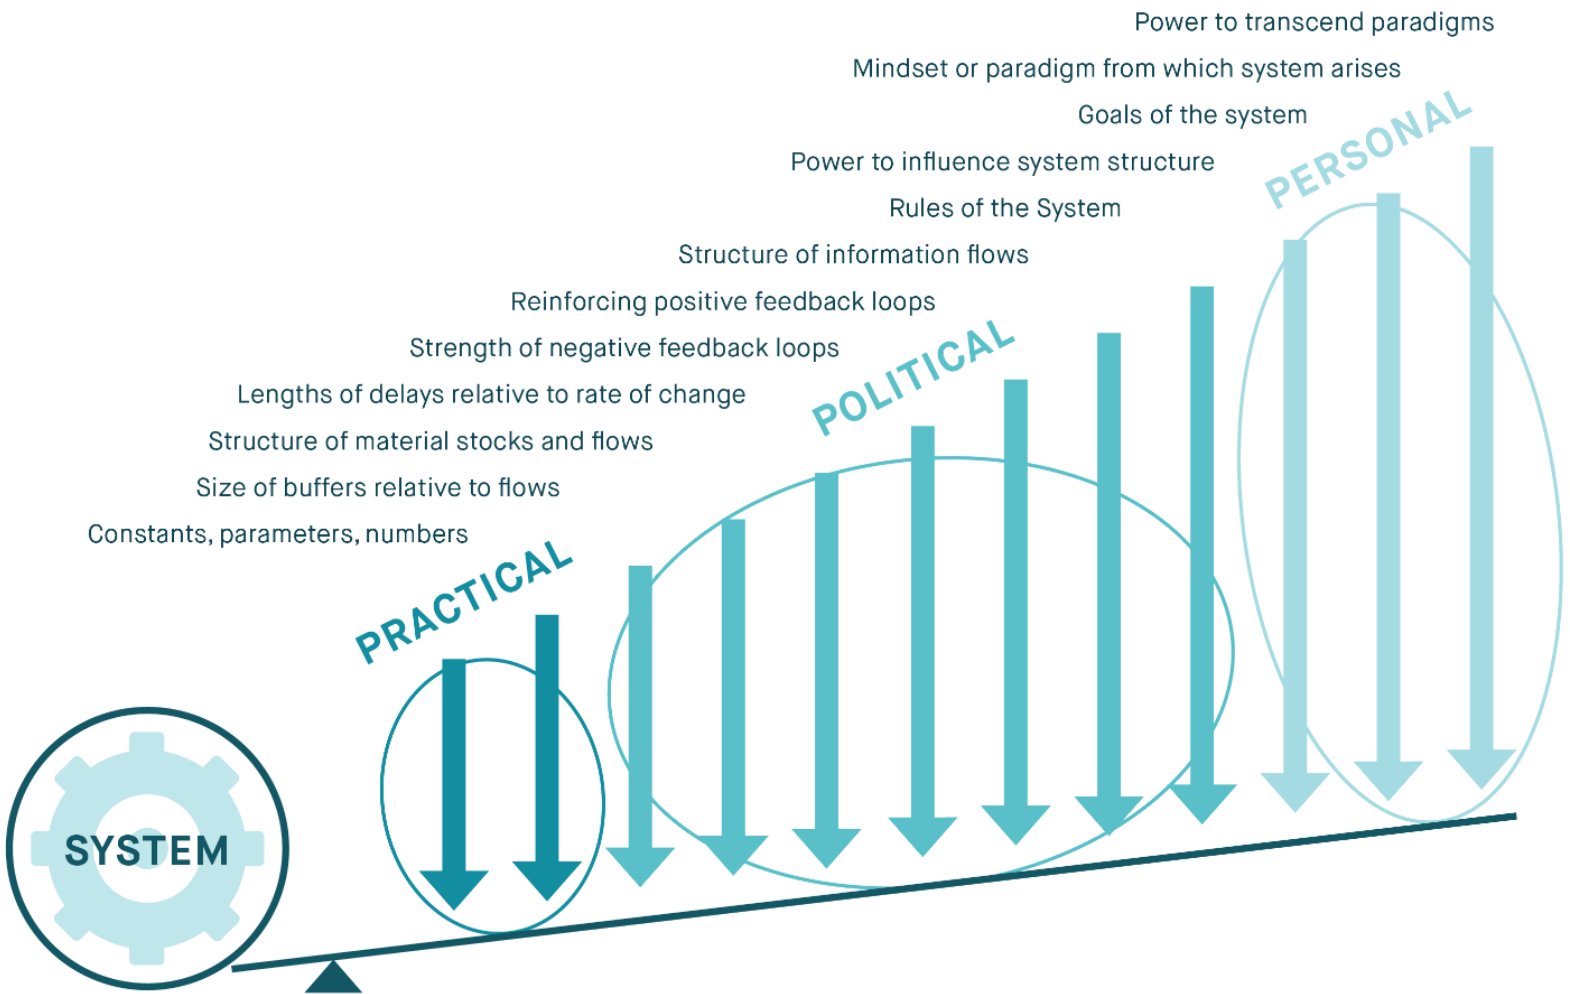 Power to transcend paradigms
Mindset or paradigm from which system arises
Goals of the system
PERSONAL
Power to influence system structure
Rules of the System
Structure of information flows
Reinforcing positive feedback loops
POLITICAL
Strength of negative feedback loops
Lengths of delays relative to rate of change
Structure of material stocks and flows
Size of buffers relative to flows
Constants, parameters, numbers
PRACTICAL
SYSTEM